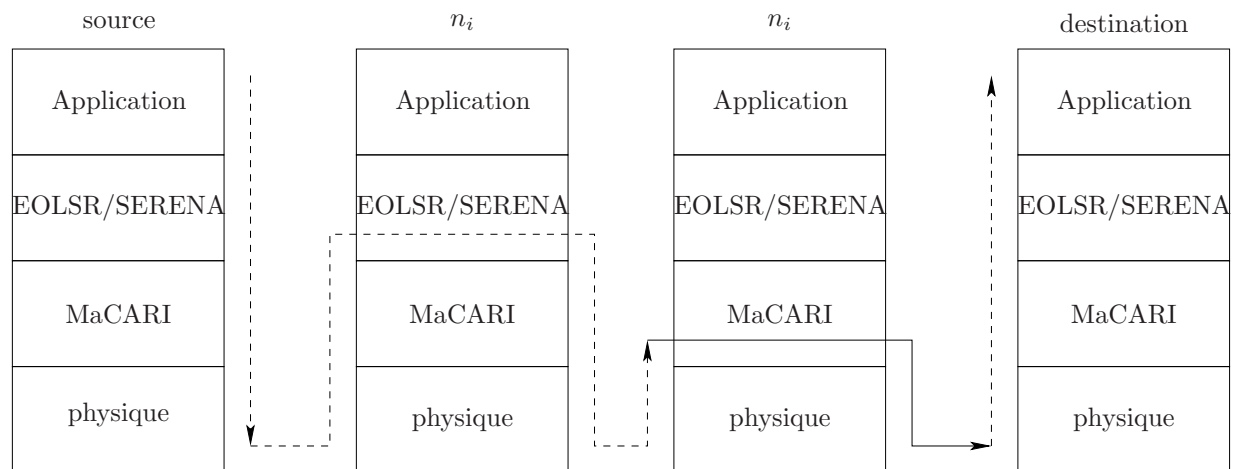 source
n_i
n_i
destination
Application
Application
Application
Application
EOLSR/SERENA
EOLSR/SERENA
EOLSR/SERENA
EOLSR/SERENA
MaCARI
MaCARI
MaCARI
MaCARI
physique
physique
physique
physique